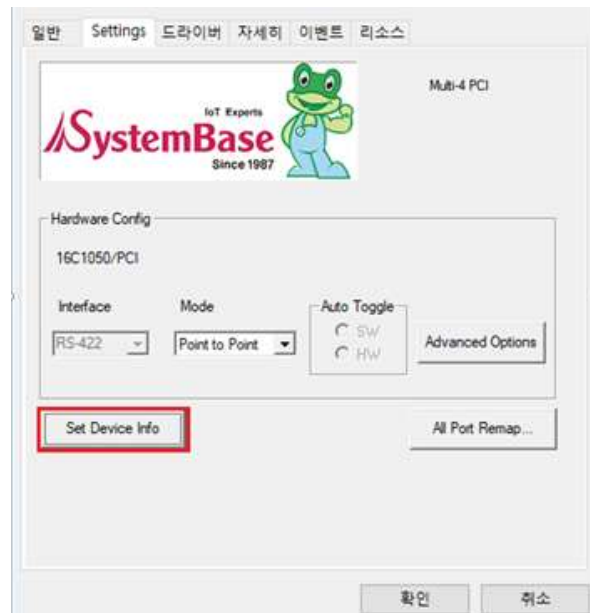 일반 Settings 드라이버 자세히 이벤트 리소스
IoT Experts
SystemBase
Since 1987
Multi-4 PCI
Hardware Config
16C1050/PCI
Interface Mode Auto Toggle
SW
RS-422 Point to Point Advanced Options
HW
Set Device Info All Port Remap...
확인 취소